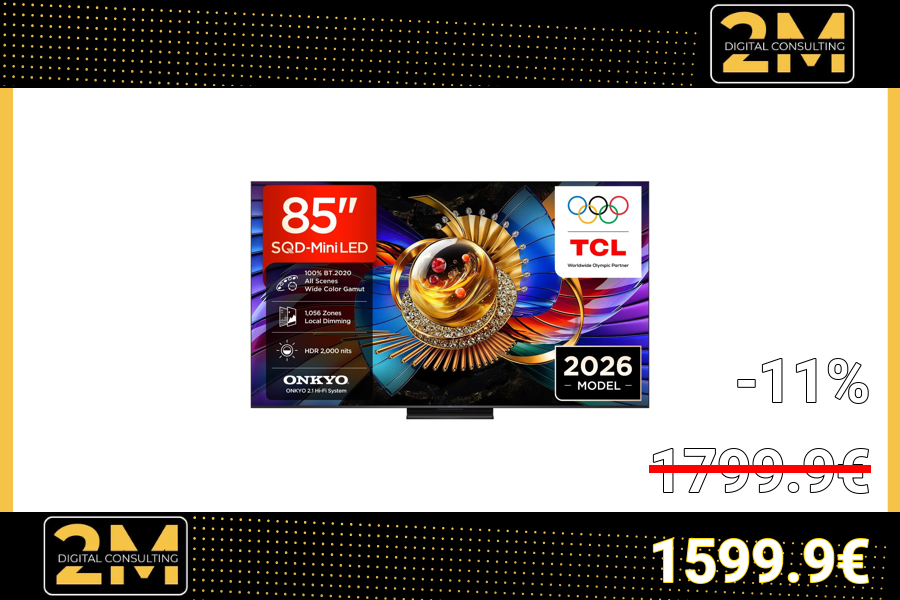 2M
DIGITAL CONSULTING
85"
SQD-Mini LED
100% BT.2020
All Scenes
Wide Color Gamut
1,056 Zones
Local Dimming
HDR 2,000 nits
ONKYO
ONKYO 2.1 Hi-Fi System
TCL
Worldwide Olympic Partner
2026
MODEL
-11%
1799.9€
2M
DIGITAL CONSULTING
1599.9€